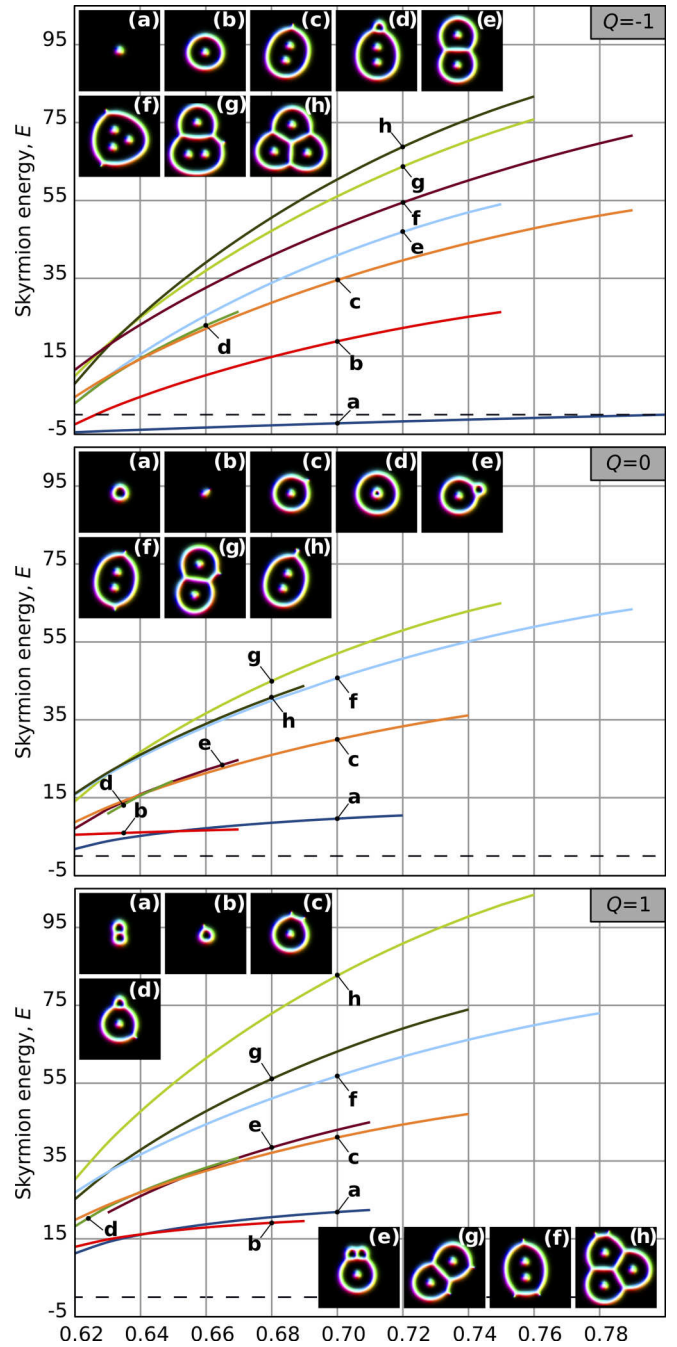 95
(a) (b) (c) (d) (e) Q=-1
75
(f) (g) (h)
h
g
55
f
e
35
c
d
15
b
a
-5
Skyrmion energy, E
95
(a) (b) (c) (d) (e) Q=0
75
(f) (g) (h)
55
g
h
f
35
e
c
d
15
b
a
-5
Skyrmion energy, E
95
(a) (b) (c) Q=1
75
(d)
h
g
55
f
e
35
c
a
15
d
b
(e) (g) (f) (h)
-5
Skyrmion energy, E
0.62 0.64 0.66 0.68 0.70 0.72 0.74 0.76 0.78